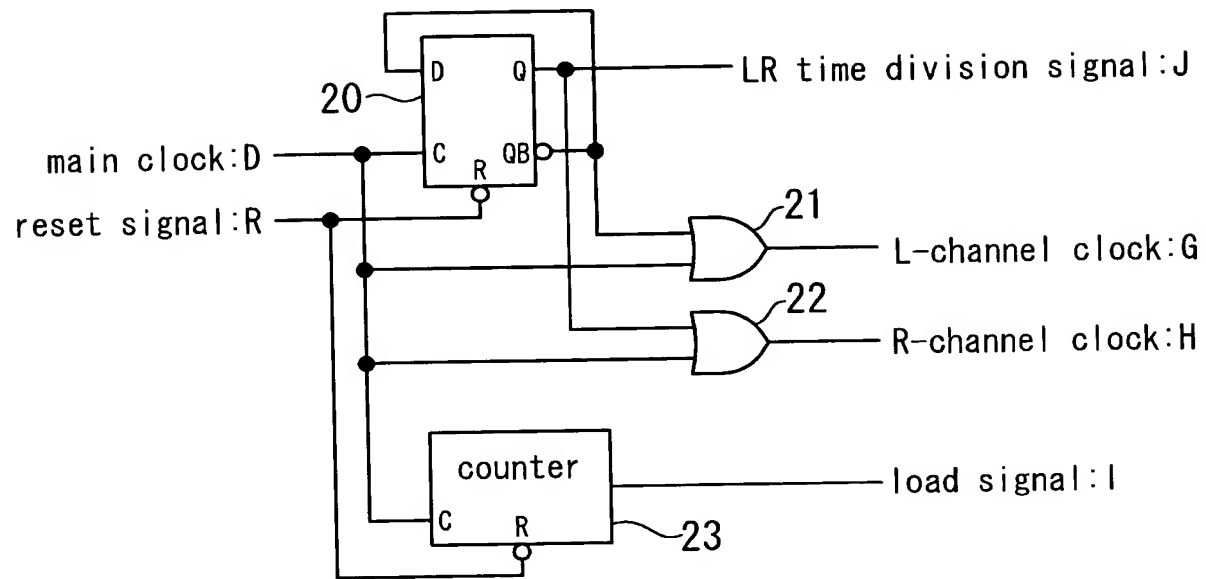 D
Q
LR time division signal:J
20
main clock:D
C
QB
R
reset signal:R
21
L-channel clock:G
22
R-channel clock:H
counter
load signal:I
C
R
23